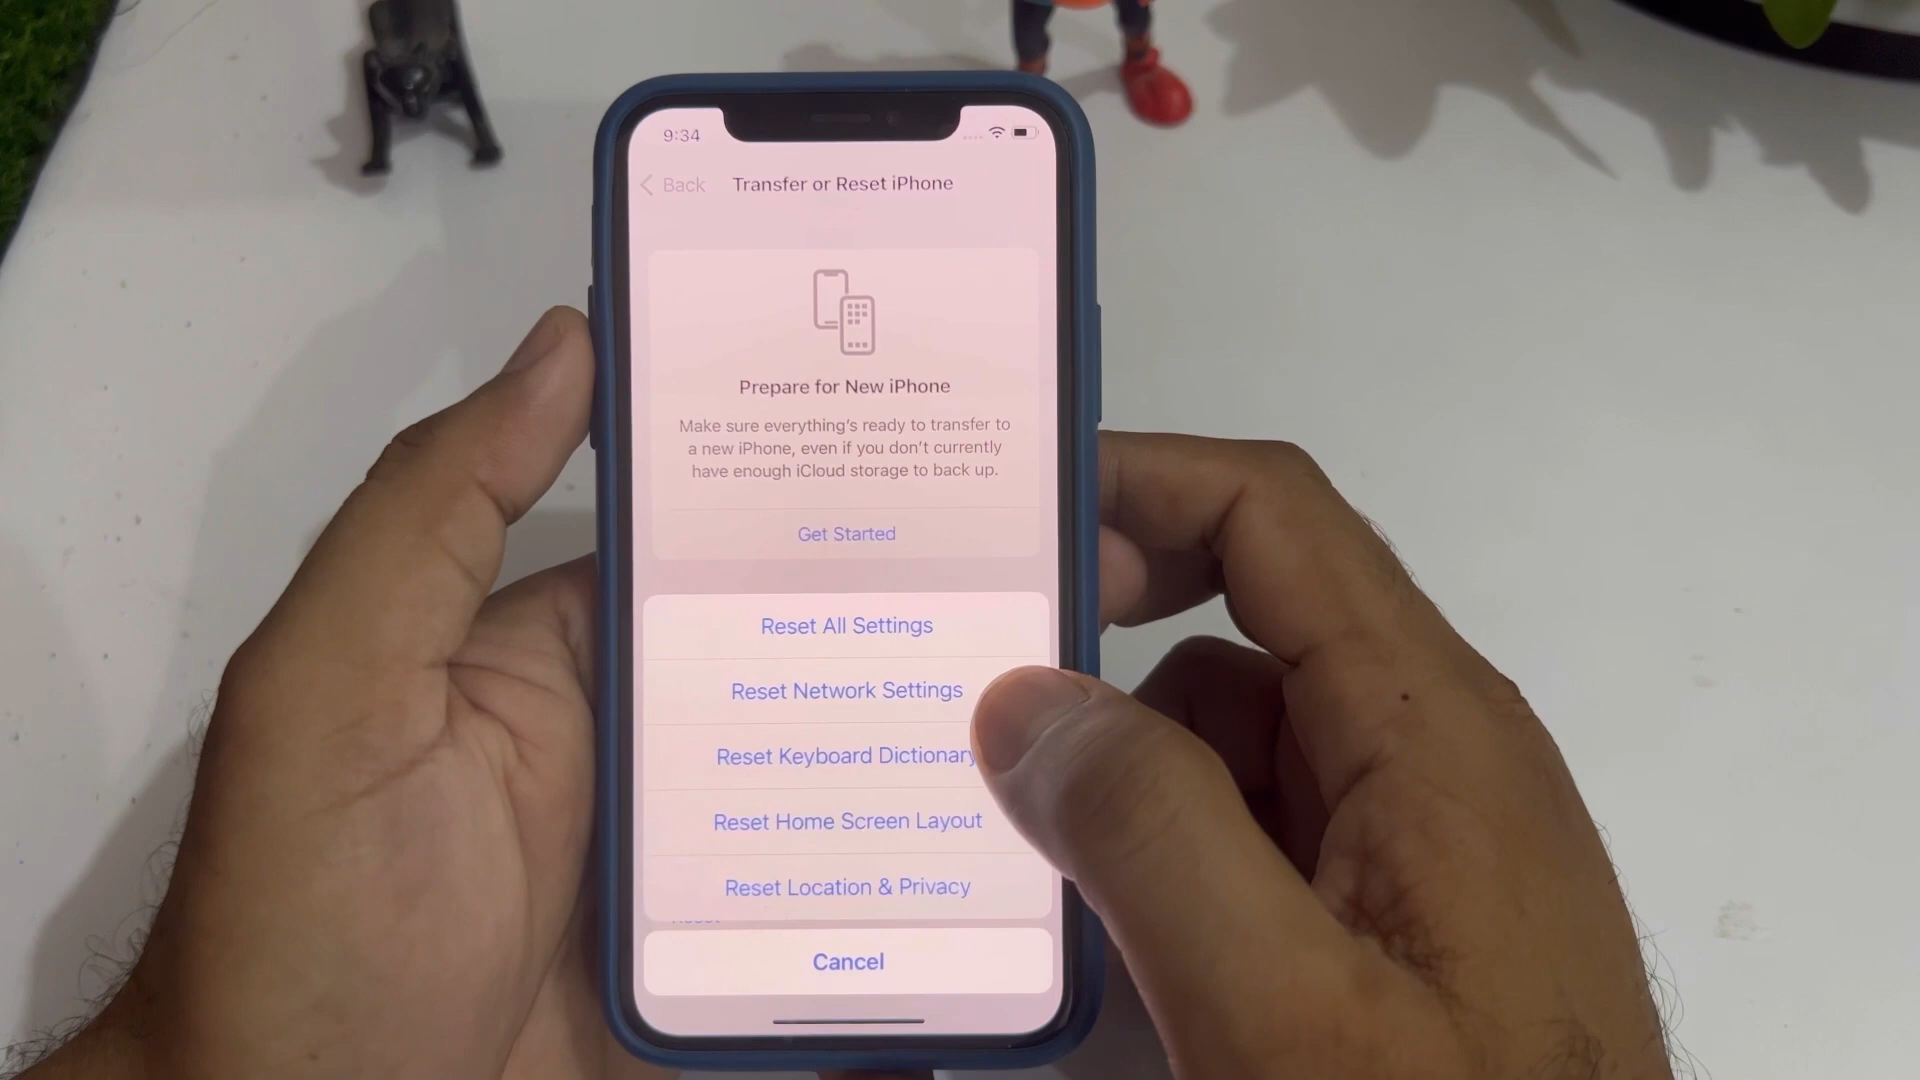 9:34
Back
Transfer or Reset iPhone
Prepare for New iPhone
Make sure everything's ready to transfer to
a new iPhone, even if you don't currently
have enough iCloud storage to back up.
Get Started
Reset All Settings
Reset Network Settings
Reset Keyboard Dictionary
Reset Home Screen Layout
Reset Location & Privacy
Reset
Cancel